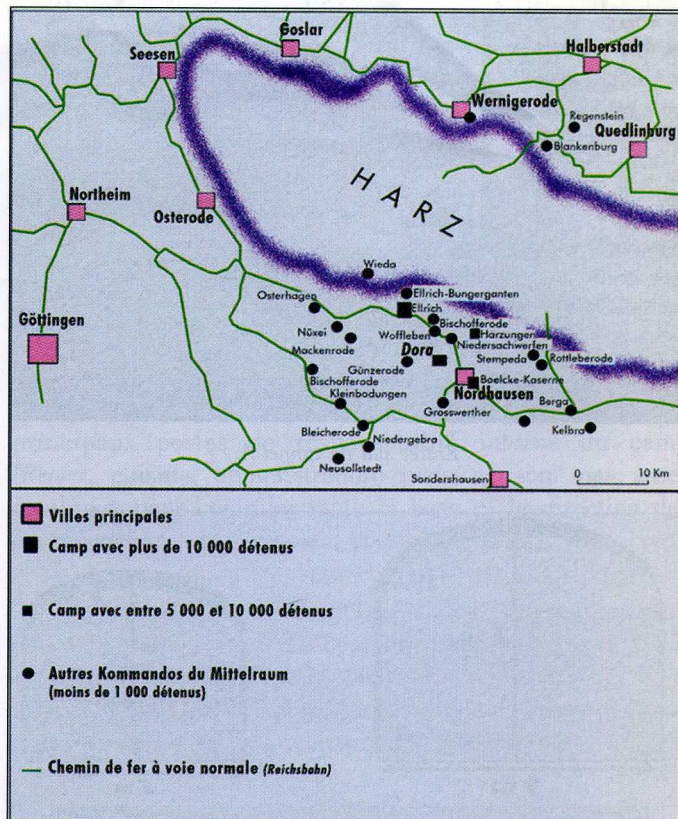 Goslar
Seesen
Halberstadt
Wernigerode
Regenstein
Quedlinburg
Blankenburg
HARZ
Northeim
Osterode
Wieda
Osterhagen
Ellrich-Bungerganten
Ellrich
Göttingen
Nüxei
Bischofferode
Woffleben
Harzungen
Mackenrode
Dora
Niedersachwerfen
Günzerode
Stempeda
Rottleberode
Bischofferode
Boelcke-Kaserne
Kleinbodungen
Nordhausen
Grosswerther
Berga
Bleicherode
Kelbra
Niedergebra
Neusollstedt
Sondershausen
0 10 Km
Villes principales
Camp avec plus de 10 000 détenus
Camp avec entre 5 000 et 10 000 détenus
Autres Kommandos du Mittelraum
(moins de 1 000 détenus)
Chemin de fer à voie normale (Reichsbahn)